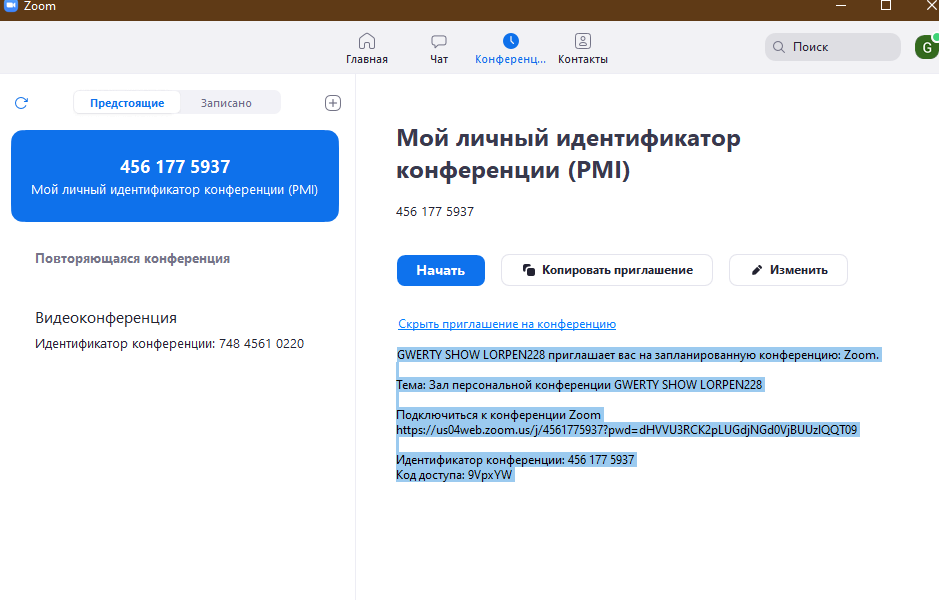 Zoom
Главная
Чат
Конференц...
Контакты
Поиск
G
Предстоящие
Записано
456 177 5937
Мой личный идентификатор конференции (PMI)
Повторяющаяся конференция
Видеоконференция
Идентификатор конференции: 748 4561 0220
Мой личный идентификатор
конференции (PMI)
456 177 5937
Начать
Копировать приглашение
Изменить
Скрыть приглашение на конференцию
GWERTY SHOW LORPEN228 приглашает вас на запланированную конференцию: Zoom.
Тема: Зал персональной конференции GWERTY SHOW LORPEN228
Подключиться к конференции Zoom
https://us04web.zoom.us/j/4561775937?pwd=dHVVU3RCK2pLUGdjNGd0VjBUUzlQQT09
Идентификатор конференции: 456 177 5937
Код доступа: 9VpxYW